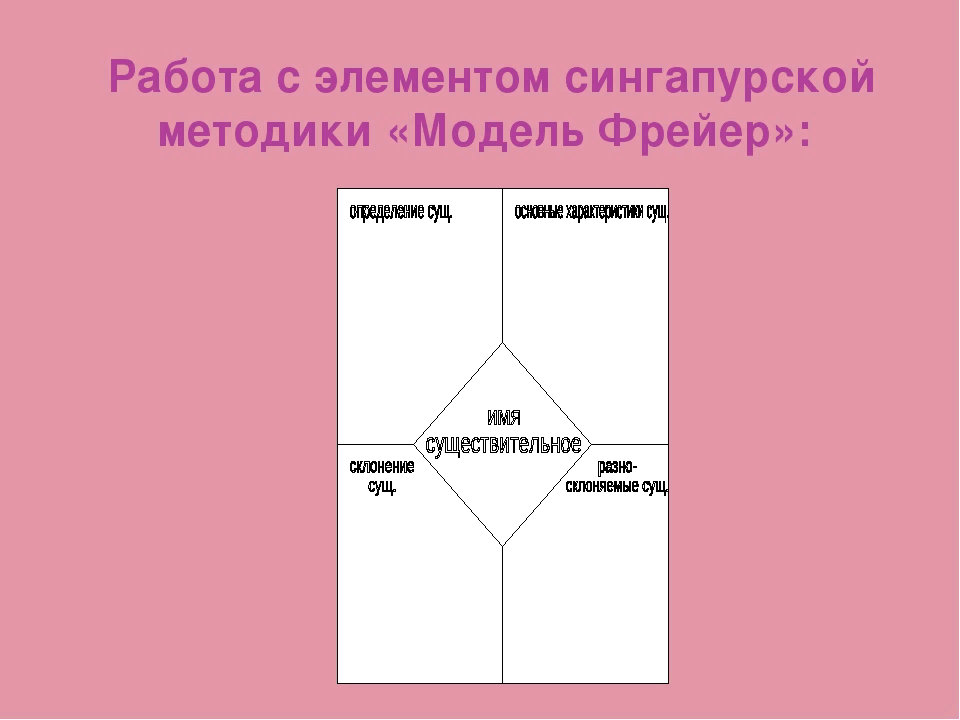 Работа с элементом сингапурской
методики «Модель Фрейер»:
определение сущ.
основные характеристики сущ.
имя
существительное
склонение
сущ.
разно-
склоняемые сущ.